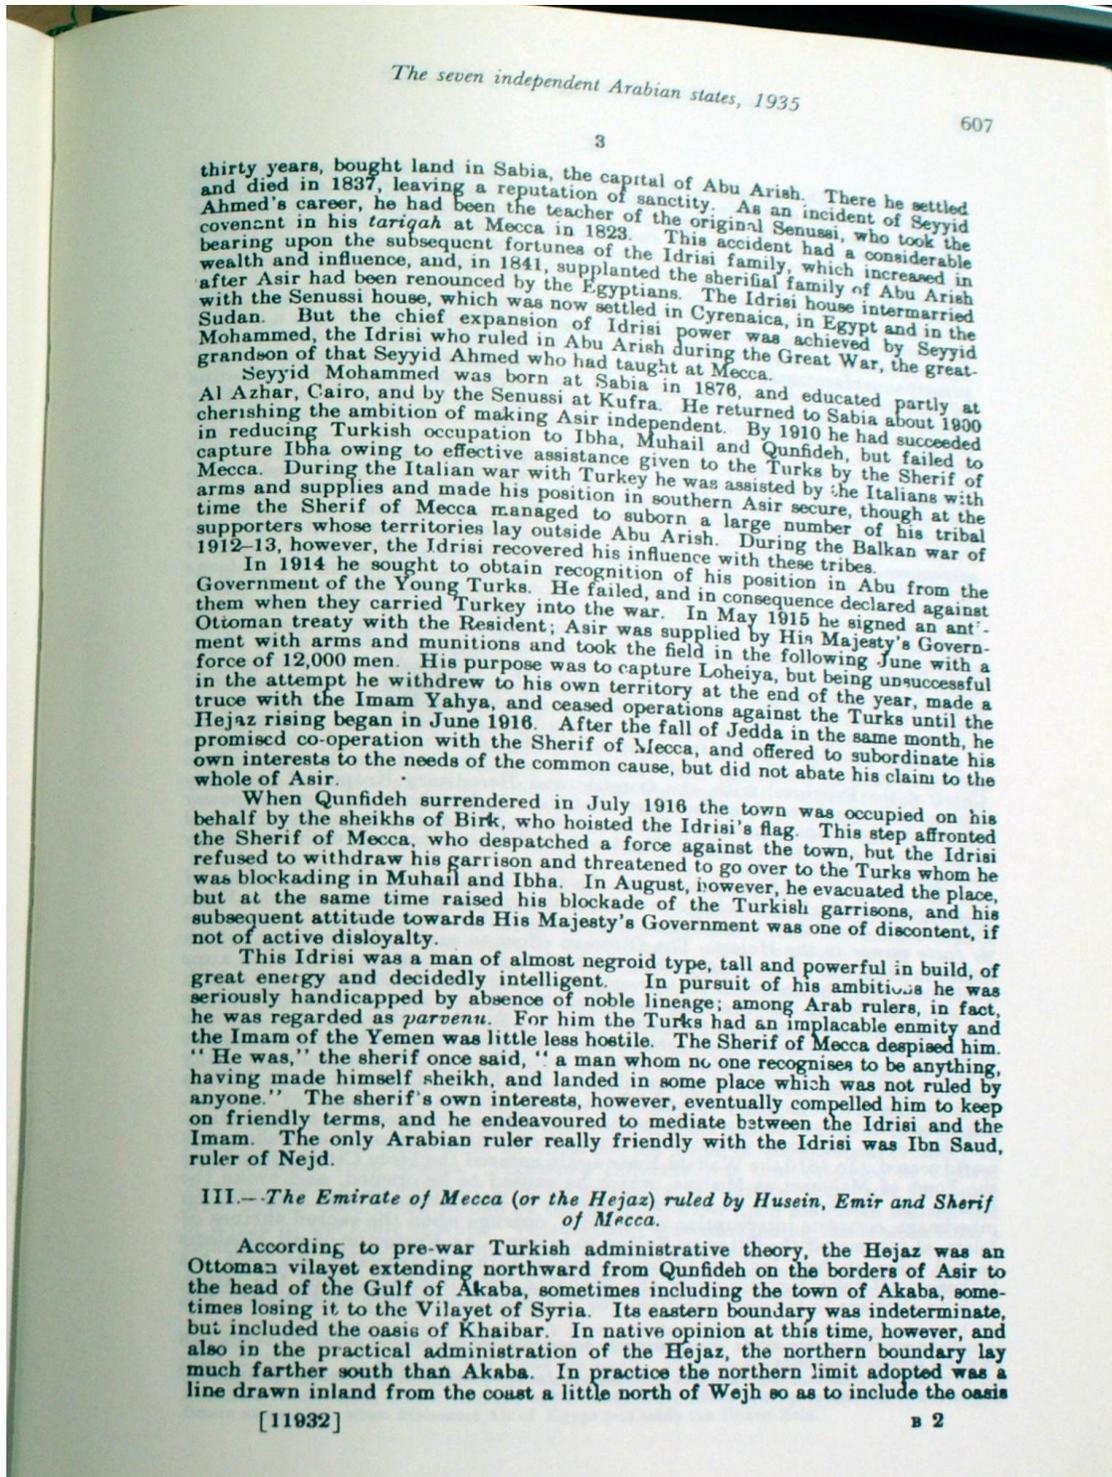 The seven independent Arabian states, 1935
607
3
thirty years, bought land in Sabia, the capital of Abu Arish. There he settled
and died in 1837, leaving a reputation of sanctity. As an incident of Seyyid
Ahmed's career, he had been the teacher of the original Senussi, who took the
covenant in his tariqah at Mecca in 1823. This accident had a considerable
bearing upon the subsequent fortunes of the Idrisi family, which increased in
wealth and influence, and, in 1841, supplanted the sherifial family of Abu Arish
after Asir had been renounced by the Egyptians. The Idrisi house intermarried
with the Senussi house, which was now settled in Cyrenaica, in Egypt and in the
Sudan. But the chief expansion of Idrisi power was achieved by Seyyid
Mohammed, the Idrisi who ruled in Abu Arish during the Great War, the great-
grandson of that Seyyid Ahmed who had taught at Mecca.
Seyyid Mohammed was born at Sabia in 1876, and educated partly at
Al Azhar, Cairo, and by the Senussi at Kufra. He returned to Sabia about 1900
cherishing the ambition of making Asir independent. By 1910 he had succeeded
in reducing Turkish occupation to Ibha, Muhail and Qunfideh, but failed to
capture Ibha owing to effective assistance given to the Turks by the Sherif of
Mecca. During the Italian war with Turkey he was assisted by the Italians with
arms and supplies and made his position in southern Asir secure, though at the
time the Sherif of Mecca managed to suborn a large number of his tribal
supporters whose territories lay outside Abu Arish. During the Balkan war of
1912–13, however, the Idrisi recovered his influence with these tribes.
In 1914 he sought to obtain recognition of his position in Abu from the
Government of the Young Turks. He failed, and in consequence declared against
them when they carried Turkey into the war. In May 1915 he signed an anti-
Ottoman treaty with the Resident; Asir was supplied by His Majesty's Govern-
ment with arms and munitions and took the field in the following June with a
force of 12,000 men. His purpose was to capture Loheiya, but being unsuccessful
in the attempt he withdrew to his own territory at the end of the year, made a
truce with the Imam Yahya, and ceased operations against the Turks until the
Hejaz rising began in June 1916. After the fall of Jedda in the same month, he
promised co-operation with the Sherif of Mecca, and offered to subordinate his
own interests to the needs of the common cause, but did not abate his claim to the
whole of Asir.
When Qunfideh surrendered in July 1916 the town was occupied on his
behalf by the sheikhs of Birk, who hoisted the Idrisi's flag. This step affronted
the Sherif of Mecca, who despatched a force against the town, but the Idrisi
refused to withdraw his garrison and threatened to go over to the Turks whom he
was blockading in Muhail and Ibha. In August, however, he evacuated the place,
but at the same time raised his blockade of the Turkish garrisons, and his
subsequent attitude towards His Majesty's Government was one of discontent, if
not of active disloyalty.
This Idrisi was a man of almost negroid type, tall and powerful in build, of
great energy and decidedly intelligent. In pursuit of his ambitions he was
seriously handicapped by absence of noble lineage; among Arab rulers, in fact,
he was regarded as parvenu. For him the Turks had an implacable enmity and
the Imam of the Yemen was little less hostile. The Sherif of Mecca despised him.
"He was," the sherif once said, "a man whom no one recognises to be anything,
having made himself sheikh, and landed in some place which was not ruled by
anyone." The sherif's own interests, however, eventually compelled him to keep
on friendly terms, and he endeavoured to mediate between the Idrisi and the
Imam. The only Arabian ruler really friendly with the Idrisi was Ibn Saud,
ruler of Nejd.
III.—The Emirate of Mecca (or the Hejaz) ruled by Husein, Emir and Sherif
of Mecca.
According to pre-war Turkish administrative theory, the Hejaz was an
Ottoman vilayet extending northward from Qunfideh on the borders of Asir to
the head of the Gulf of Akaba, sometimes including the town of Akaba, some-
times losing it to the Vilayet of Syria. Its eastern boundary was indeterminate,
but included the oasis of Khaibar. In native opinion at this time, however, and
also in the practical administration of the Hejaz, the northern boundary lay
much farther south than Akaba. In practice the northern limit adopted was a
line drawn inland from the coast a little north of Wejh so as to include the oasis
[11932]
B 2